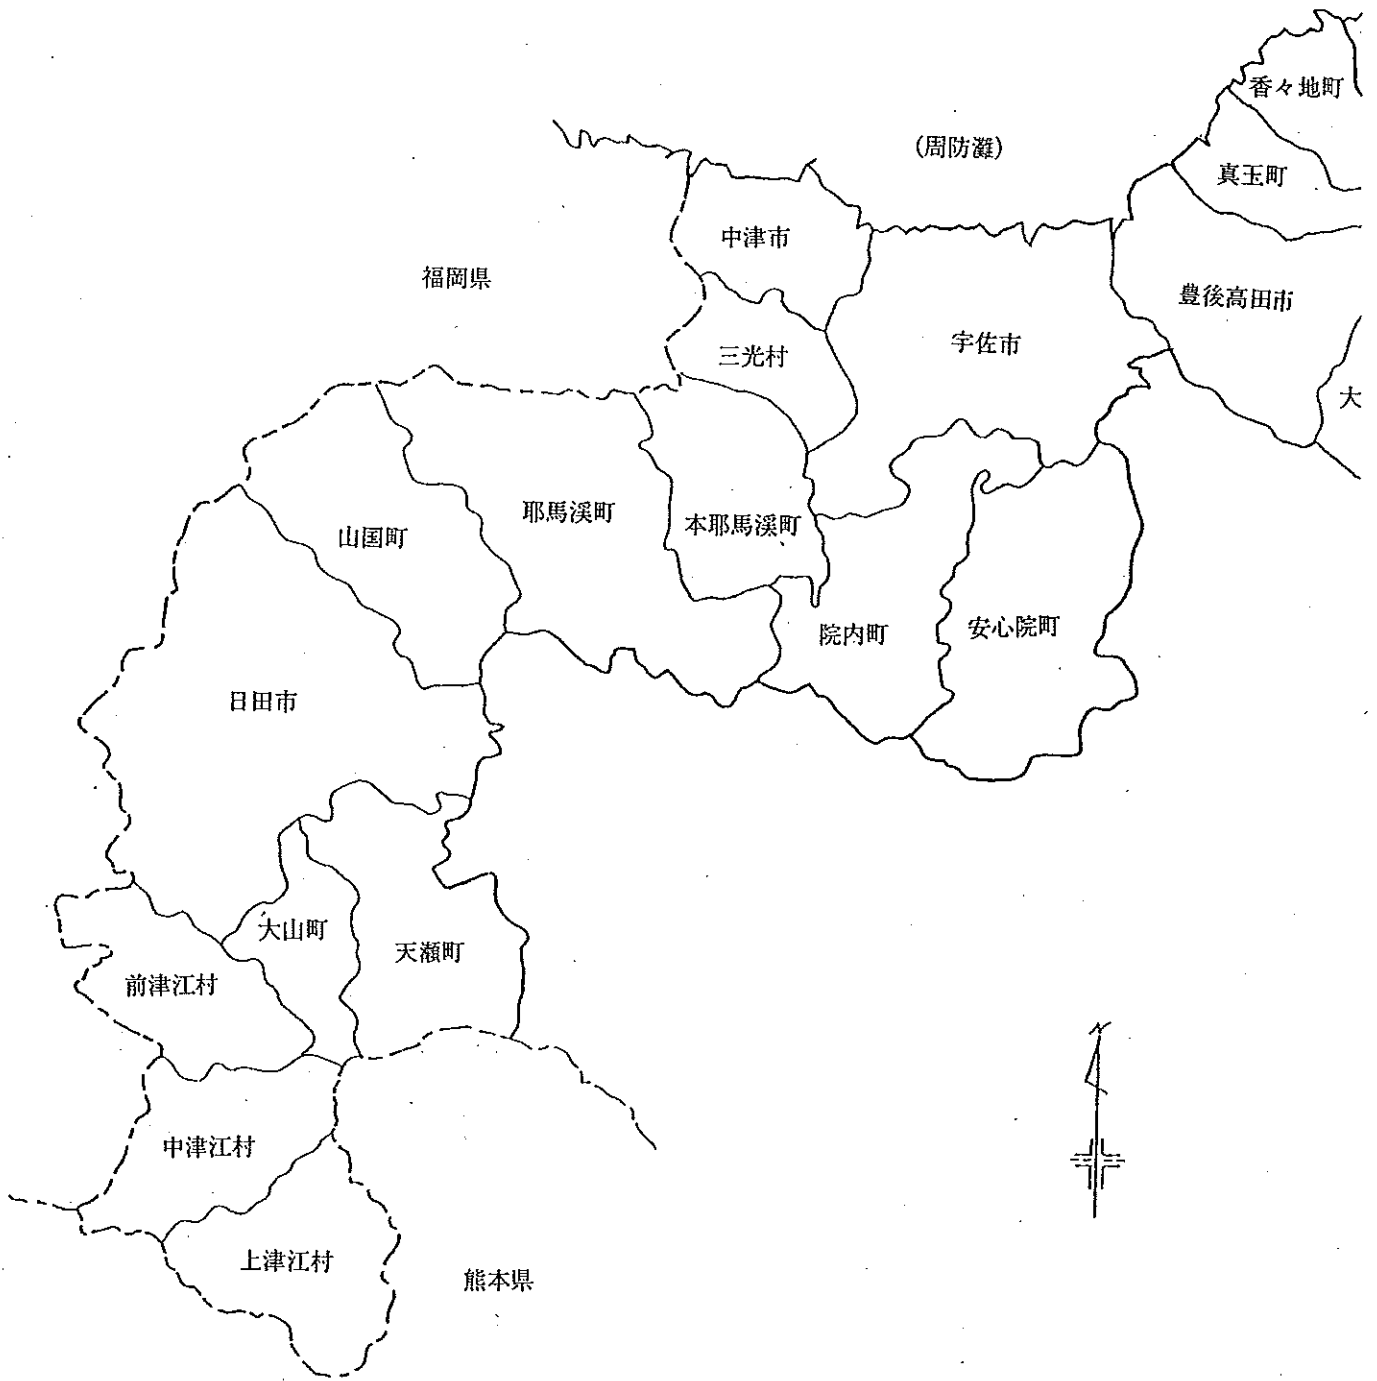 香々地町
(周防灘)
真玉町
中津市
福岡県
豊後高田市
宇佐市
三光村
大
耶馬溪町
本耶馬溪町
山国町
院内町
安心院町
日田市
大山町
天瀬町
前津江村
中津江村
上津江村
熊本県